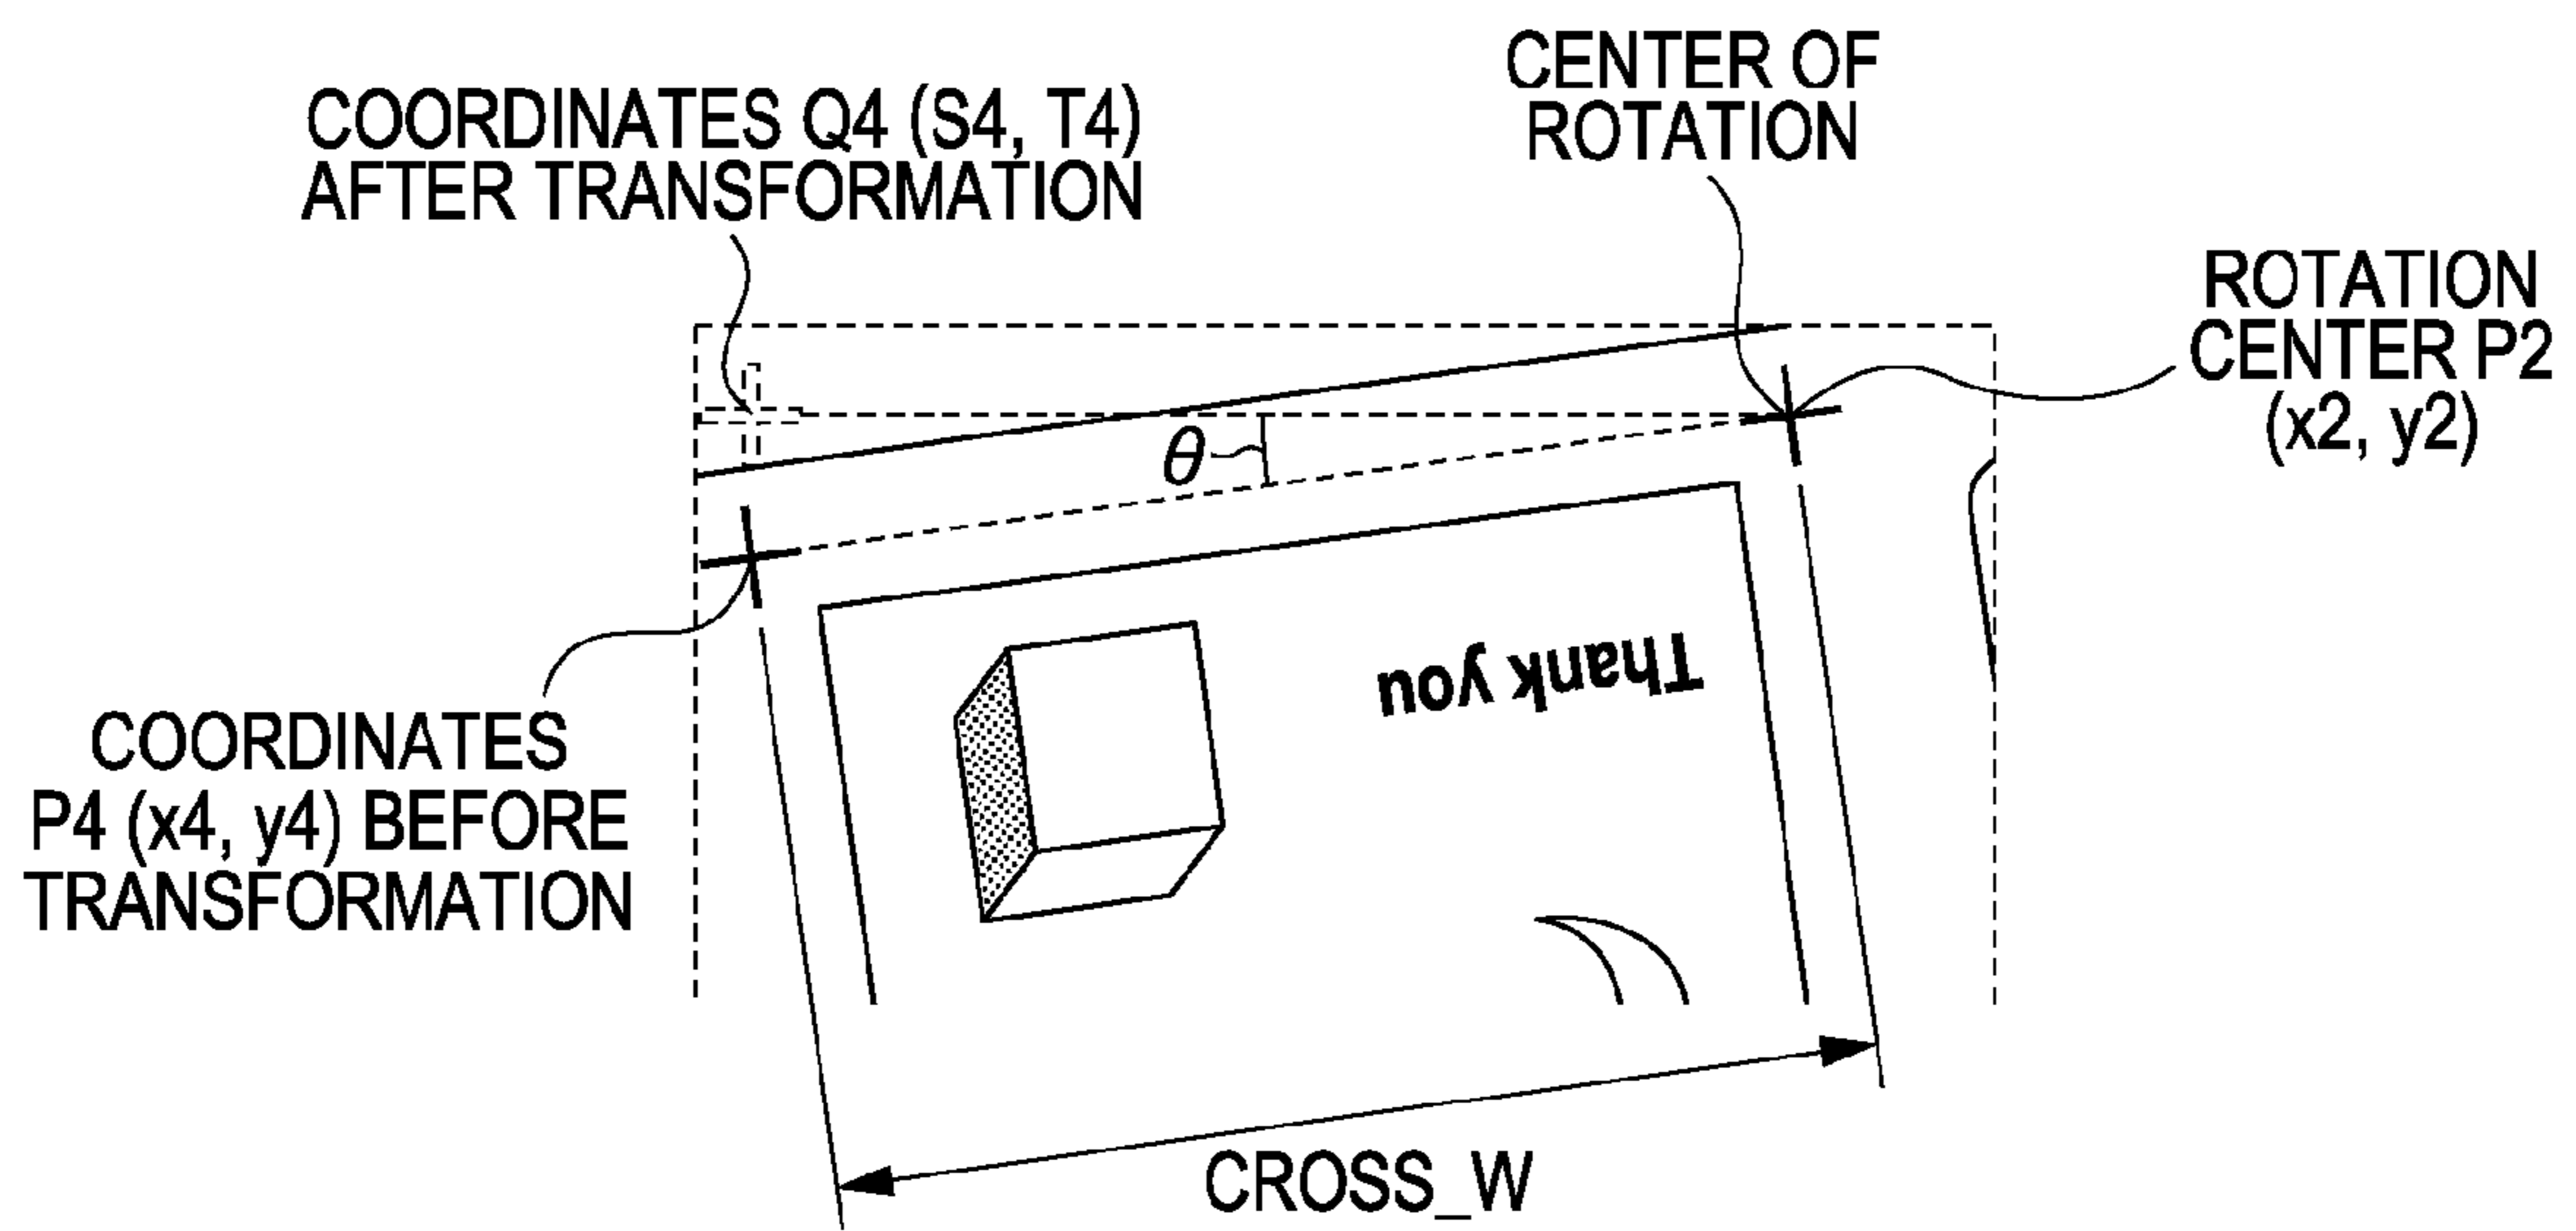 CENTER OF
ROTATION
COORDINATES Q4 (S4, T4)
AFTER TRANSFORMATION
ROTATION
CENTER P2
(x2, y2)
θ
Thank you
COORDINATES
P4 (x4, y4) BEFORE
TRANSFORMATION
CROSS_W